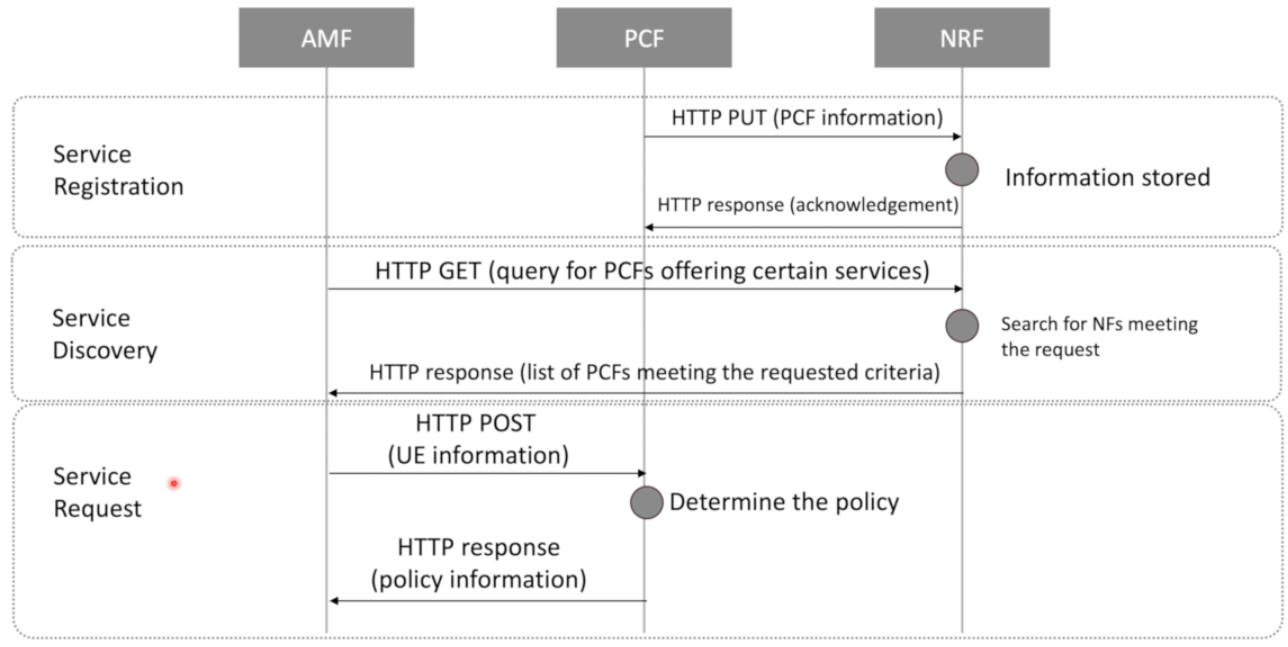 AMF
PCF
NRF
HTTP PUT (PCF information)
Service
Registration
Information stored
HTTP response (acknowledgement)
HTTP GET (query for PCFs offering certain services)
Service
Discovery
Search for NFs meeting
the request
HTTP response (list of PCFs meeting the requested criteria)
HTTP POST
(UE information)
Service
Request
Determine the policy
HTTP response
(policy information)